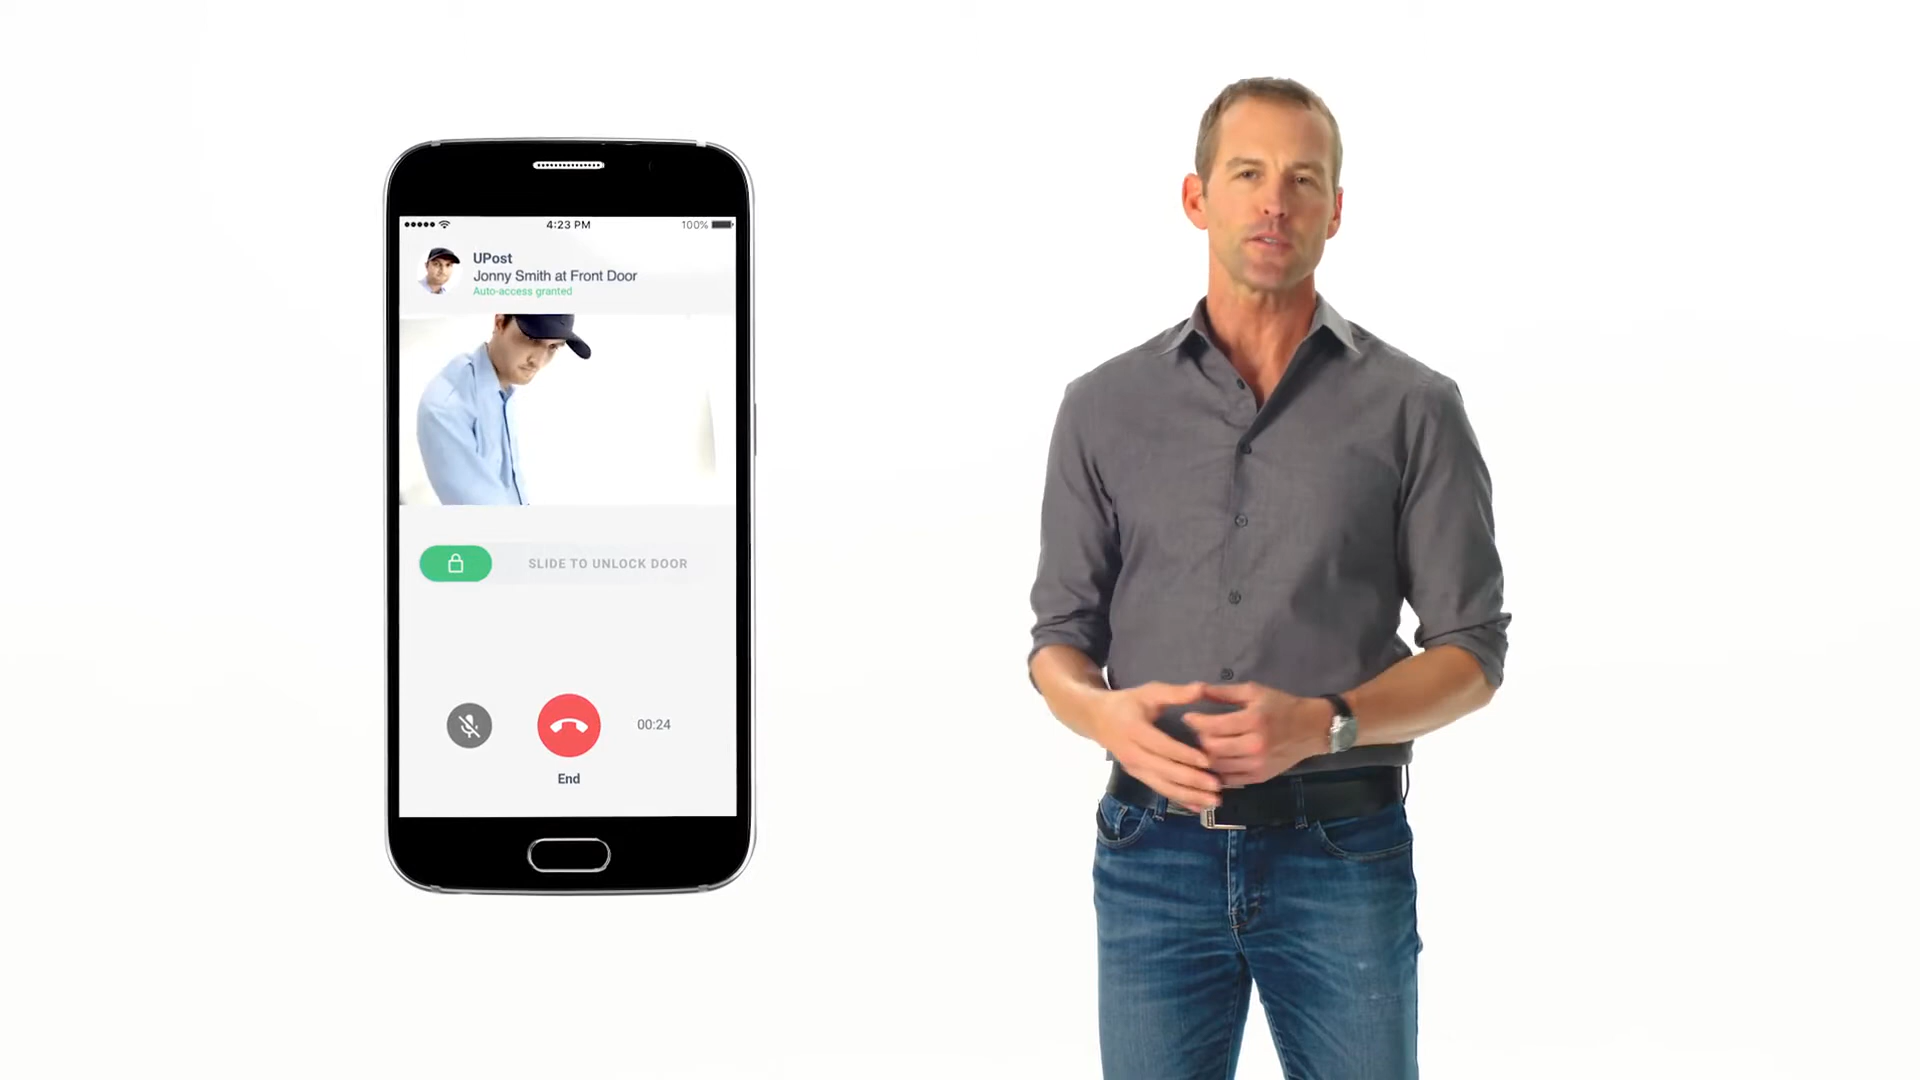 4:23 PM
100%
UPost
Jonny Smith at Front Door
Auto-access granted
SLIDE TO UNLOCK DOOR
00:24
End